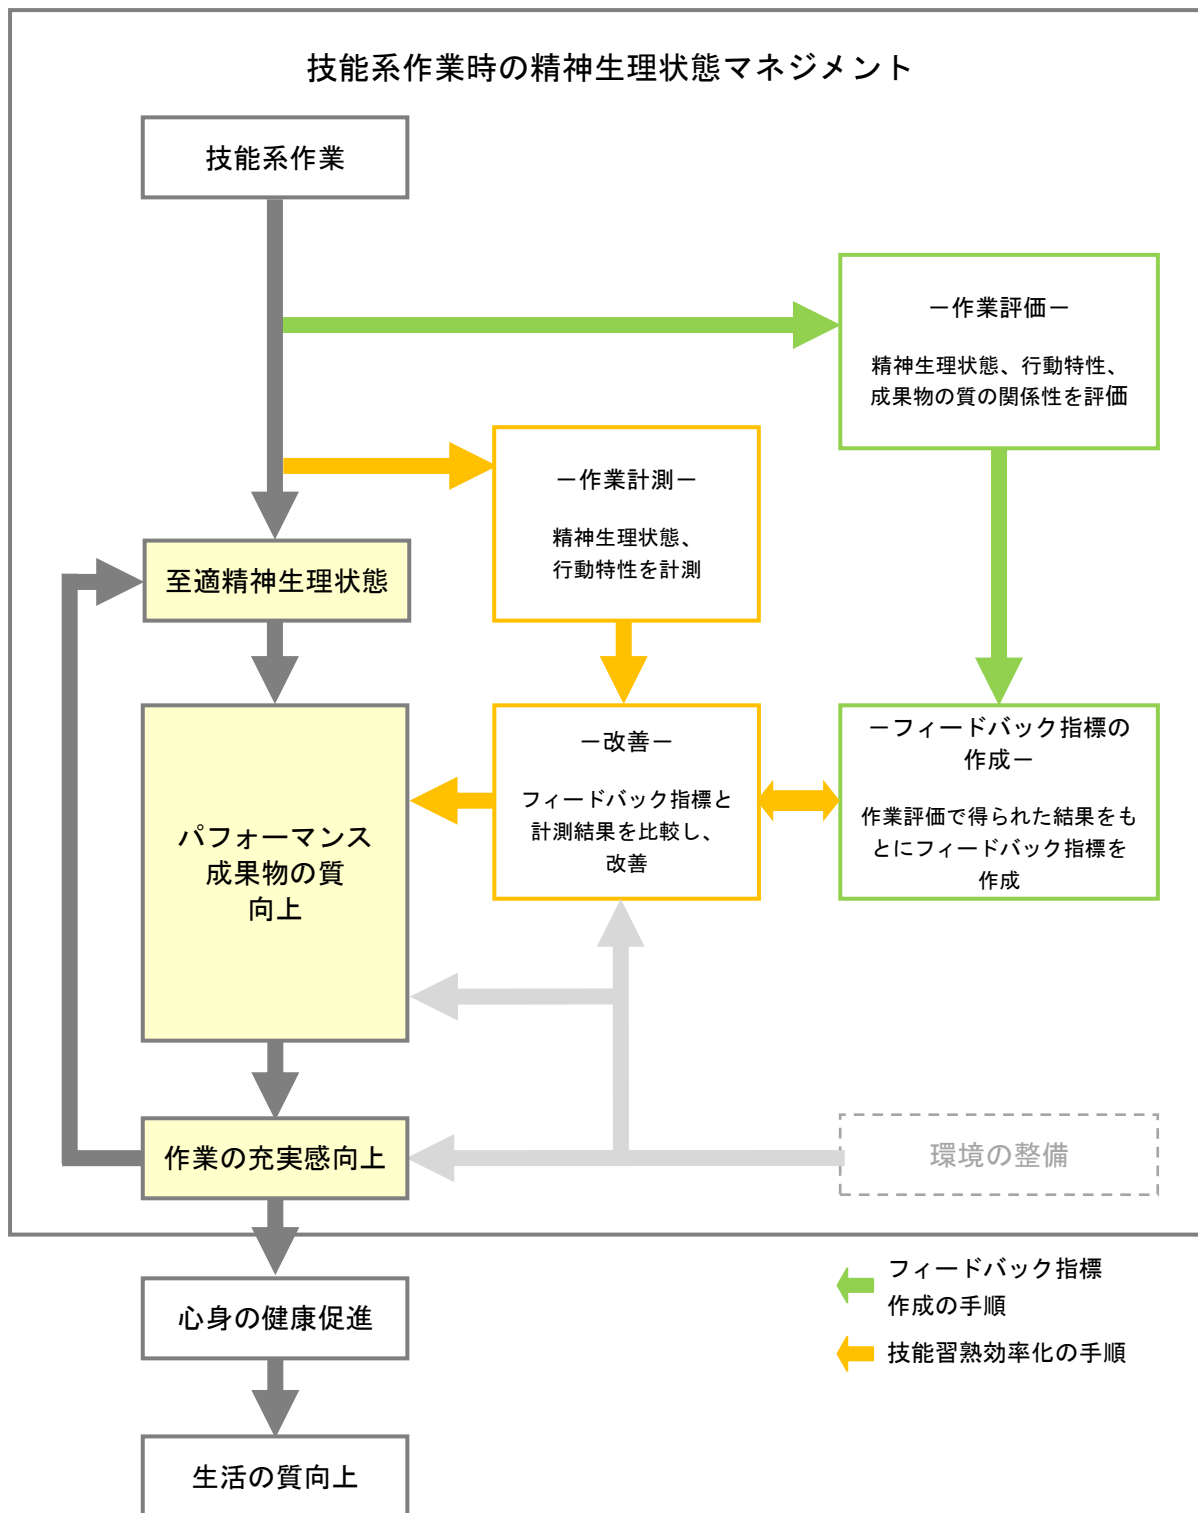 技能系作業時の精神生理状態マネジメント
技能系作業
－作業評価－
精神生理状態、行動特性、
成果物の質の関係性を評価
－作業計測－
精神生理状態、
行動特性を計測
至適精神生理状態
－改善－
フィードバック指標と
計測結果を比較し、
改善
－フィードバック指標の
作成－
作業評価で得られた結果をも
とにフィードバック指標を
作成
パフォーマンス
成果物の質
向上
作業の充実感向上
環境の整備
心身の健康促進
フィードバック指標
作成の手順
技能習熟効率化の手順
生活の質向上